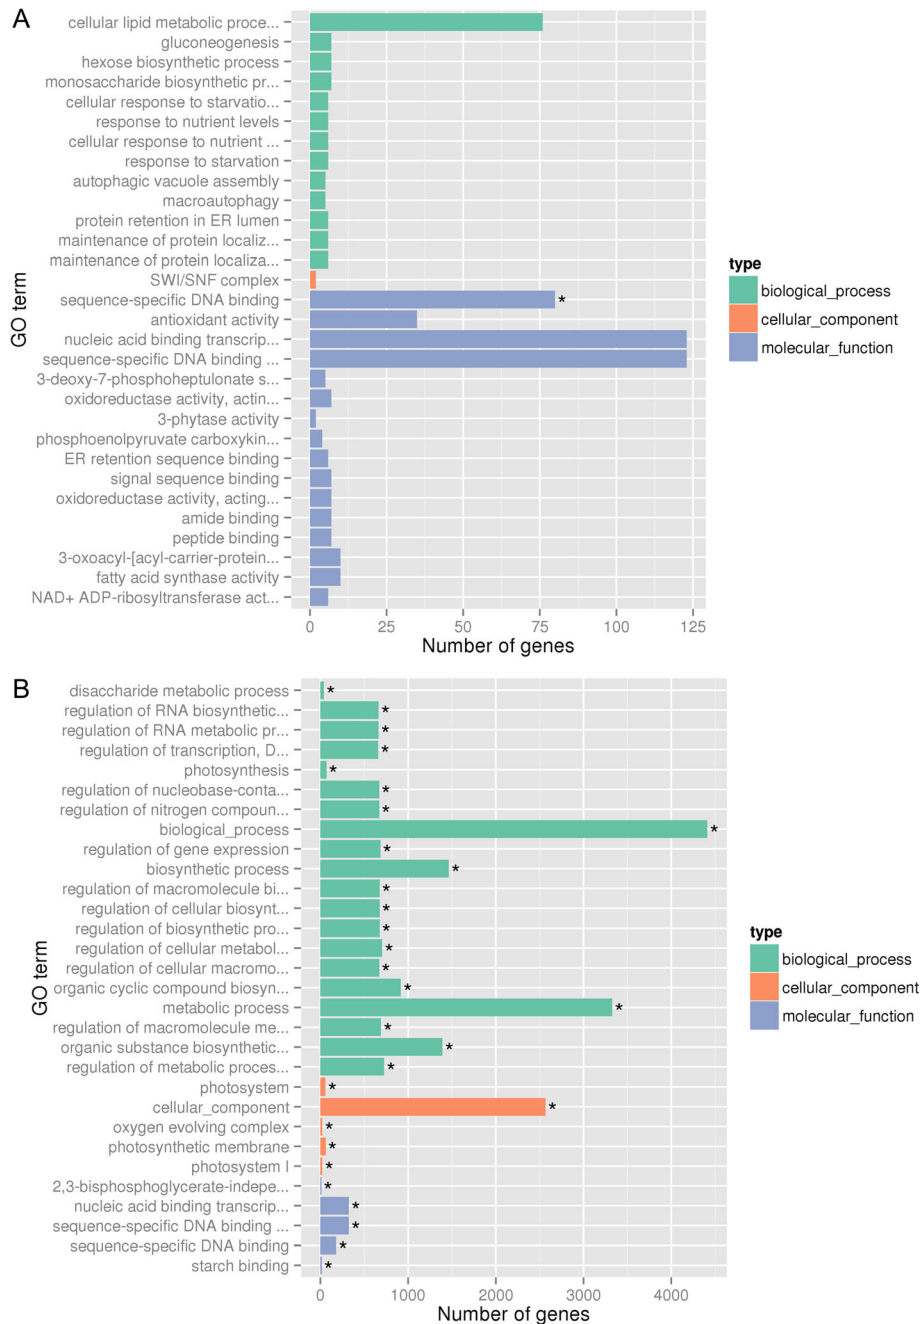 A
cellular lipid metabolic proce...
gluconeogenesis
hexose biosynthetic process
monosaccharide biosynthetic pr...
cellular response to starvatio...
response to nutrient levels
cellular response to nutrient ...
response to starvation
autophagic vacuole assembly
macroautophagy
protein retention in ER lumen
maintenance of protein localiz...
maintenance of protein localiza...
SWI/SNF complex
sequence-specific DNA binding
*
antioxidant activity
nucleic acid binding transcrip...
sequence-specific DNA binding ...
3-deoxy-7-phosphoheptulonate s...
oxidoreductase activity, actin...
3-phytase activity
phosphoenolpyruvate carboxykin...
ER retention sequence binding
signal sequence binding
oxidoreductase activity, acting...
amide binding
peptide binding
3-oxoacyl-[acyl-carrier-protein...
fatty acid synthase activity
NAD+ ADP-ribosyltransferase act...
GO term
0 25 50 75 100 125
Number of genes
type
biological_process
cellular_component
molecular_function
B
disaccharide metabolic process *
regulation of RNA biosynthetic... *
regulation of RNA metabolic pr... *
regulation of transcription, D... *
photosynthesis *
regulation of nucleobase-conta... *
regulation of nitrogen compoun... *
biological_process *
regulation of gene expression *
biosynthetic process *
regulation of macromolecule bi... *
regulation of cellular biosynt... *
regulation of biosynthetic pro... *
regulation of cellular metabol... *
regulation of cellular macromo... *
organic cyclic compound biosyn... *
metabolic process *
regulation of macromolecule me... *
organic substance biosynthetic... *
regulation of metabolic proces... *
photosystem *
cellular_component *
oxygen evolving complex *
photosynthetic membrane *
photosystem I *
2,3-bisphosphoglycerate-indepe... *
nucleic acid binding transcrip... *
sequence-specific DNA binding ... *
sequence-specific DNA binding *
starch binding *
GO term
0 1000 2000 3000 4000
Number of genes
type
biological_process
cellular_component
molecular_function